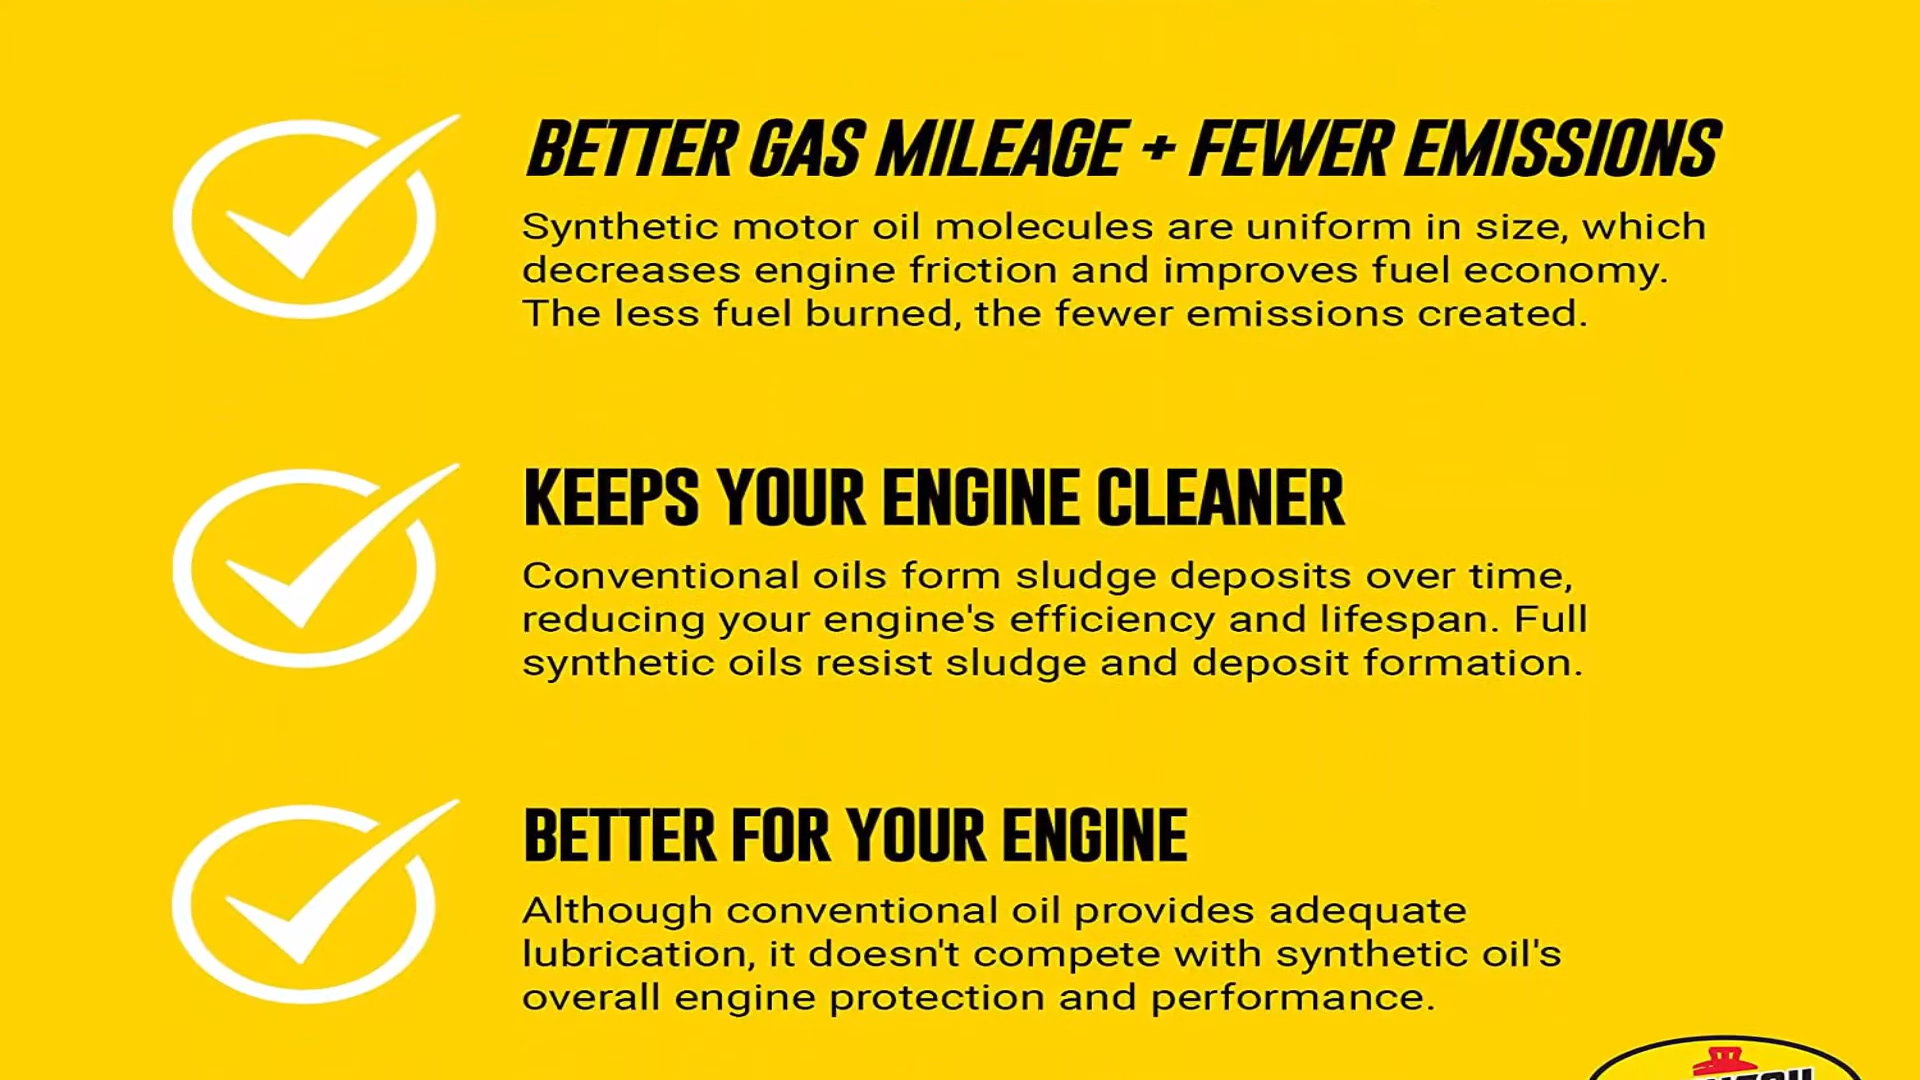 BETTER GAS MILEAGE + FEWER EMISSIONS
Synthetic motor oil molecules are uniform in size, which
decreases engine friction and improves fuel economy.
The less fuel burned, the fewer emissions created.
KEEPS YOUR ENGINE CLEANER
Conventional oils form sludge deposits over time,
reducing your engine's efficiency and lifespan. Full
synthetic oils resist sludge and deposit formation.
BETTER FOR YOUR ENGINE
Although conventional oil provides adequate
lubrication, it doesn't compete with synthetic oil's
overall engine protection and performance.